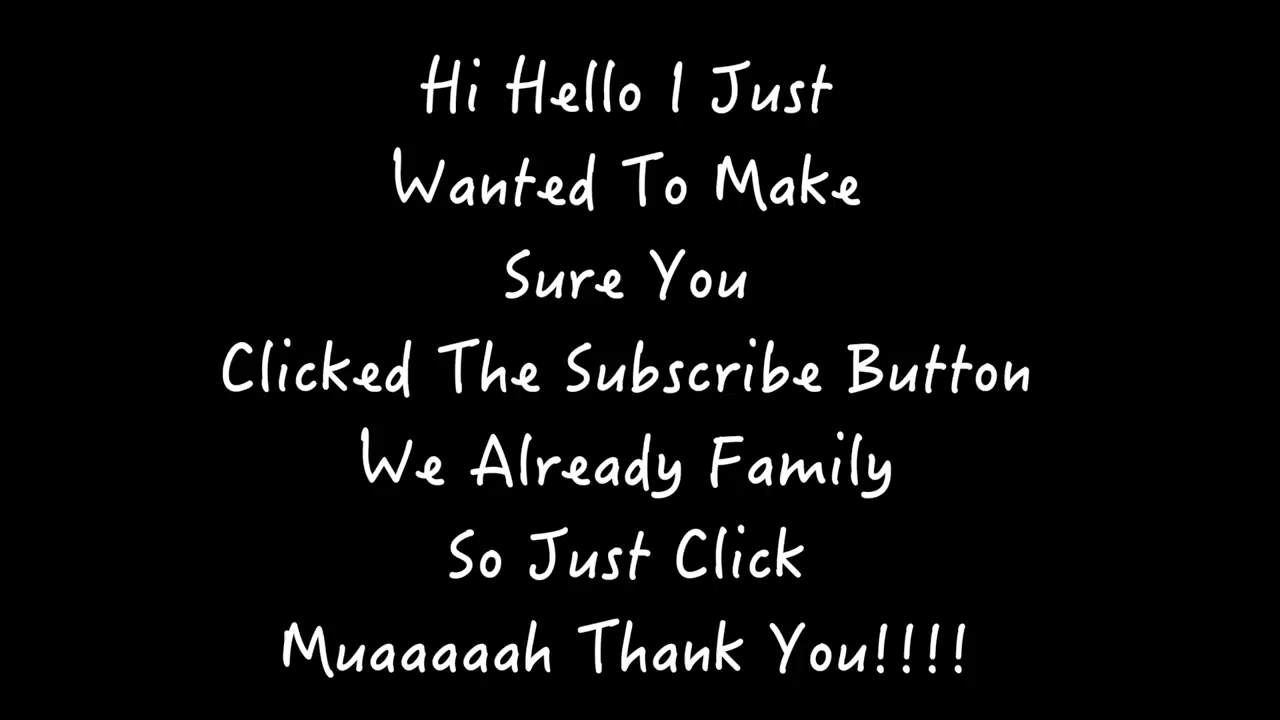 Hi Hello I Just
Wanted To Make
Sure You
Clicked The Subscribe Button
We Already Family
So Just Click
Muaaaaah Thank You!!!!